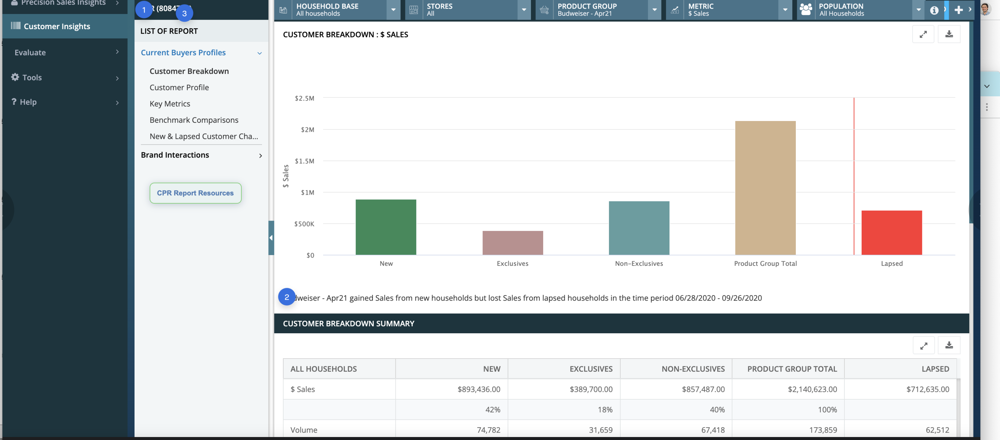 Precision Sales Insights
Customer Insights
Evaluate
Tools
? Help
1
3
LIST OF REPORT
Current Buyers Profiles
Customer Breakdown
Customer Profile
Key Metrics
Benchmark Comparisons
New & Lapsed Customer Cha...
Brand Interactions
CPR Report Resources
HOUSEHOLD BASE
All households
STORES
All
PRODUCT GROUP
Budweiser - Apr21
METRIC
$ Sales
POPULATION
All Households
CUSTOMER BREAKDOWN : $ SALES
$ Sales
$2.5M
$2M
$1.5M
$1M
$500K
$0
New Exclusives Non-Exclusives Product Group Total Lapsed
2 Apr21 gained Sales from new households but lost Sales from lapsed households in the time period 06/28/2020 - 09/26/2020
CUSTOMER BREAKDOWN SUMMARY
ALL HOUSEHOLDS NEW EXCLUSIVES NON-EXCLUSIVES PRODUCT GROUP TOTAL LAPSED
$ Sales $893,436.00 $389,700.00 $857,487.00 $2,140,623.00 $712,635.00
42% 18% 40% 100%
Volume 74,782 31,659 67,418 173,859 62,512